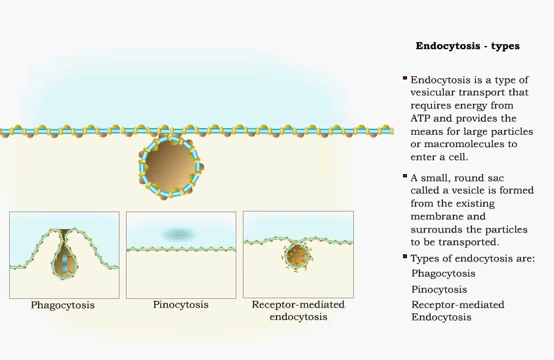 Endocytosis - types
Endocytosis is a type of
vesicular transport that
requires energy from
ATP and provides the
means for large particles
or macromolecules to
enter a cell.
A small, round sac
called a vesicle is formed
from the existing
membrane and
surrounds the particles
to be transported.
Types of endocytosis are:
Phagocytosis
Pinocytosis
Receptor-mediated
Endocytosis
Phagocytosis
Pinocytosis
Receptor-mediated
endocytosis